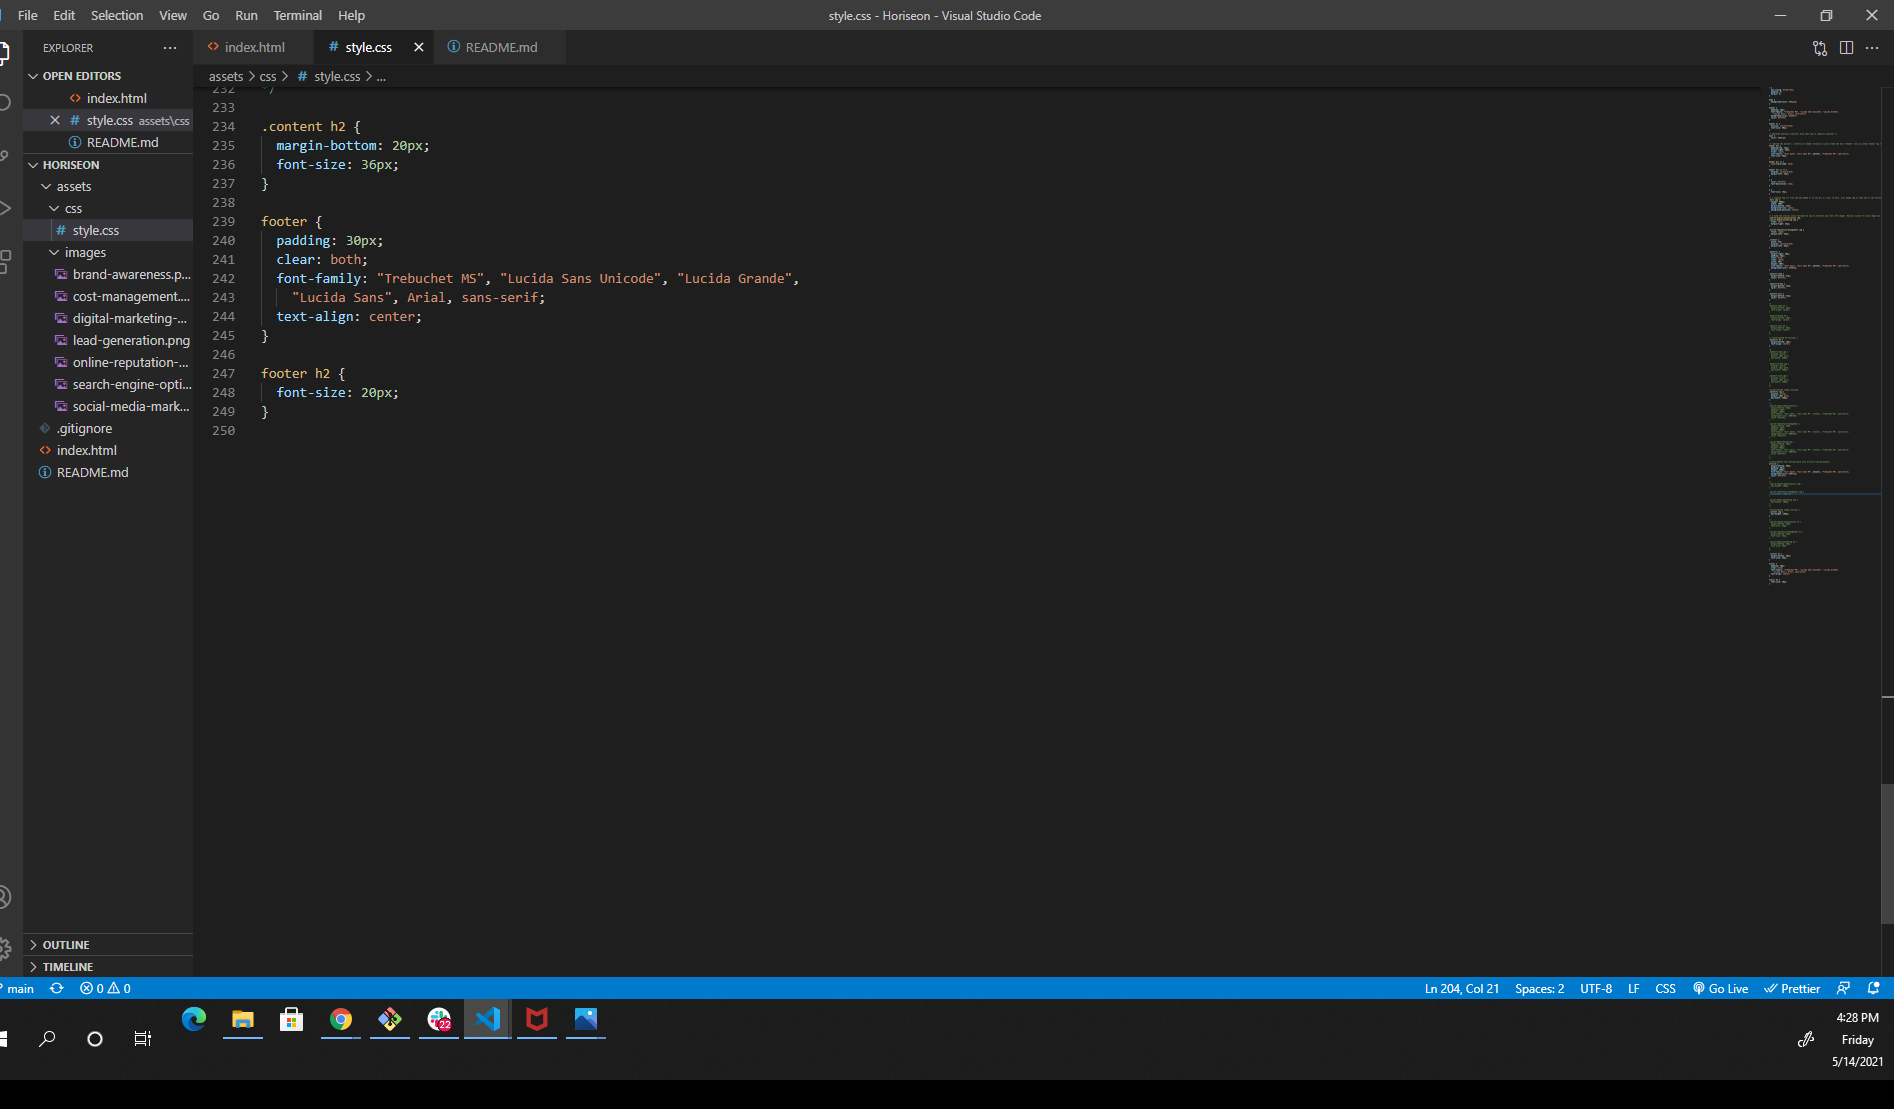 File Edit Selection View Go Run Terminal Help
style.css - Horiseon - Visual Studio Code
EXPLORER ...
index.html
style.css
README.md
OPEN EDITORS
index.html
style.css assets\css
README.md
HORISEON
assets
css
style.css
images
brand-awareness.p...
cost-management....
digital-marketing-...
lead-generation.png
online-reputation-...
search-engine-opti...
social-media-mark...
.gitignore
index.html
README.md
OUTLINE
TIMELINE
assets > css > # style.css > ...
232 */
233
234 .content h2 {
235 margin-bottom: 20px;
236 font-size: 36px;
237 }
238
239 footer {
240 padding: 30px;
241 clear: both;
242 font-family: "Trebuchet MS", "Lucida Sans Unicode", "Lucida Grande",
243 "Lucida Sans", Arial, sans-serif;
244 text-align: center;
245 }
246
247 footer h2 {
248 font-size: 20px;
249 }
250
main 0 0
Ln 204, Col 21 Spaces: 2 UTF-8 LF CSS Go Live Prettier
22
4:28 PM
Friday
5/14/2021